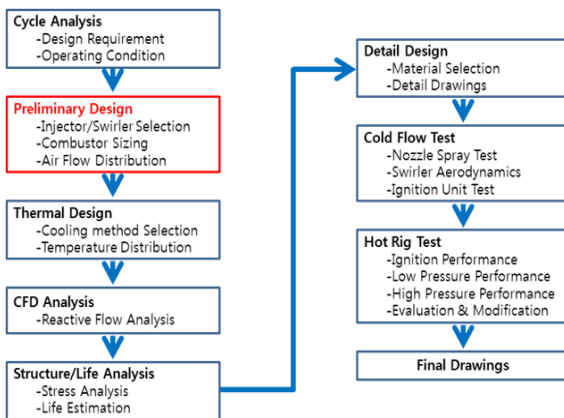 Cycle Analysis
-Design Requirement
-Operating Condition
Preliminary Design
-Injector/Swirler Selection
-Combustor Sizing
-Air Flow Distribution
Thermal Design
-Cooling method Selection
-Temperature Distribution
CFD Analysis
-Reactive Flow Analysis
Structure/Life Analysis
-Stress Analysis
-Life Estimation
Detail Design
-Material Selection
-Detail Drawings
Cold Flow Test
-Nozzle Spray Test
-Swirler Aerodynamics
-Ignition Unit Test
Hot Rig Test
-Ignition Performance
-Low Pressure Performance
-High Pressure Performance
-Evaluation & Modification
Final Drawings